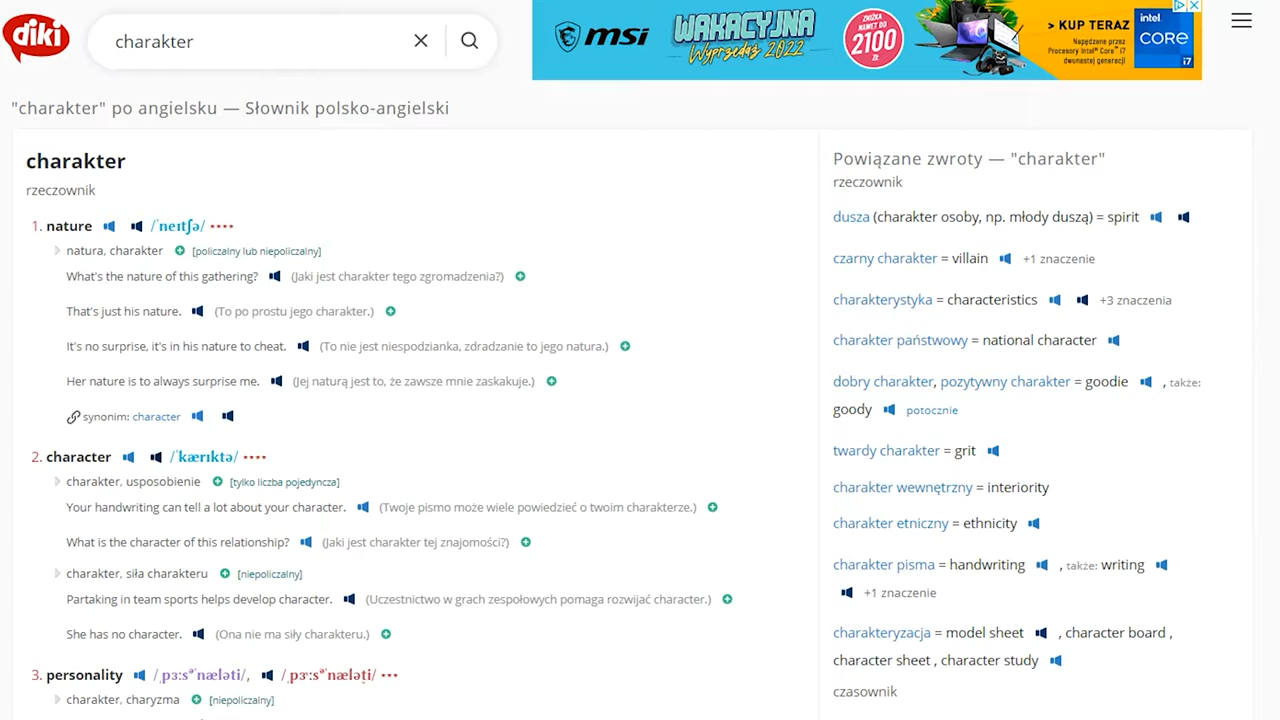 diki
charakter
msi
WAKACYJNA
Wyprzedaż 2022
ZNIŻKA
NAWET DO
2100
ZŁ
> KUP TERAZ
Napędzane przez
Procesory Intel® Core™ i7
dwunastej generacji
intel
CORE
i7
"charakter" po angielsku — Słownik polsko-angielski
charakter
rzeczownik
1. nature /ˈneɪtʃə/ ****
natura, charakter [policzalny lub niepoliczalny]
What's the nature of this gathering? (Jaki jest charakter tego zgromadzenia?)
That's just his nature. (To po prostu jego charakter.)
It's no surprise, it's in his nature to cheat. (To nie jest niespodzianka, zdradzanie to jego natura.)
Her nature is to always surprise me. (Jej naturą jest to, że zawsze mnie zaskakuje.)
synonim: character
2. character /ˈkærɪktə/ ****
charakter, usposobienie [tylko liczba pojedyncza]
Your handwriting can tell a lot about your character. (Twoje pismo może wiele powiedzieć o twoim charakterze.)
What is the character of this relationship? (Jaki jest charakter tej znajomości?)
charakter, siła charakteru [niepoliczalny]
Partaking in team sports helps develop character. (Uczestnictwo w grach zespołowych pomaga rozwijać character.)
She has no character. (Ona nie ma siły charakteru.)
3. personality /ˌpɜːsᵊˈnæləti/, /ˌpɝːsᵊˈnælət̬i/ ***
charakter, charyzma [niepoliczalny]
Powiązane zwroty — "charakter"
rzeczownik
dusza (charakter osoby, np. młody duszą) = spirit
czarny charakter = villain +1 znaczenie
charakterystyka = characteristics +3 znaczenia
charakter państwowy = national character
dobry charakter, pozytywny charakter = goodie , także:
goody potocznie
twardy charakter = grit
charakter wewnętrzny = interiority
charakter etniczny = ethnicity
charakter pisma = handwriting , także: writing
+1 znaczenie
charakteryzacja = model sheet , character board ,
character sheet , character study
czasownik